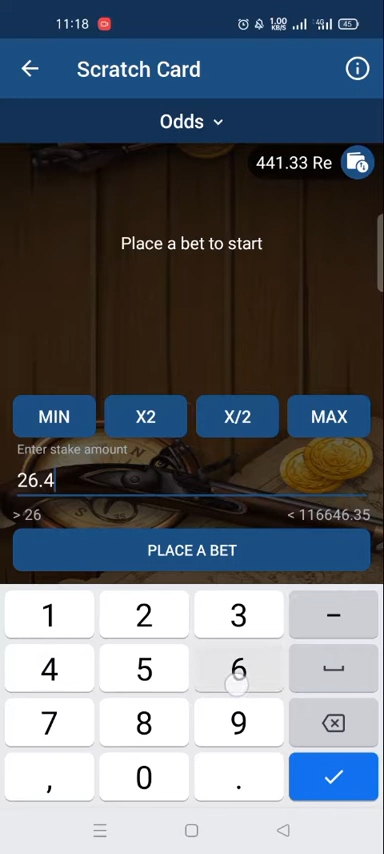 11:18 1.00 KB/S 4G 45
Scratch Card
Odds
441.33 Re
Place a bet to start
MIN X2 X/2 MAX
Enter stake amount
26.4
> 26 < 116646.35
PLACE A BET
1 2 3 –
4 5 6
7 8 9
, 0 .